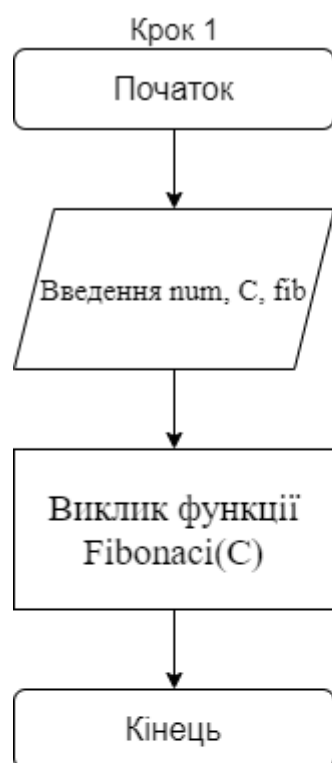 Крок 1
Початок
Введення num, C, fib
Виклик функції
Fibonaci(C)
Кінець